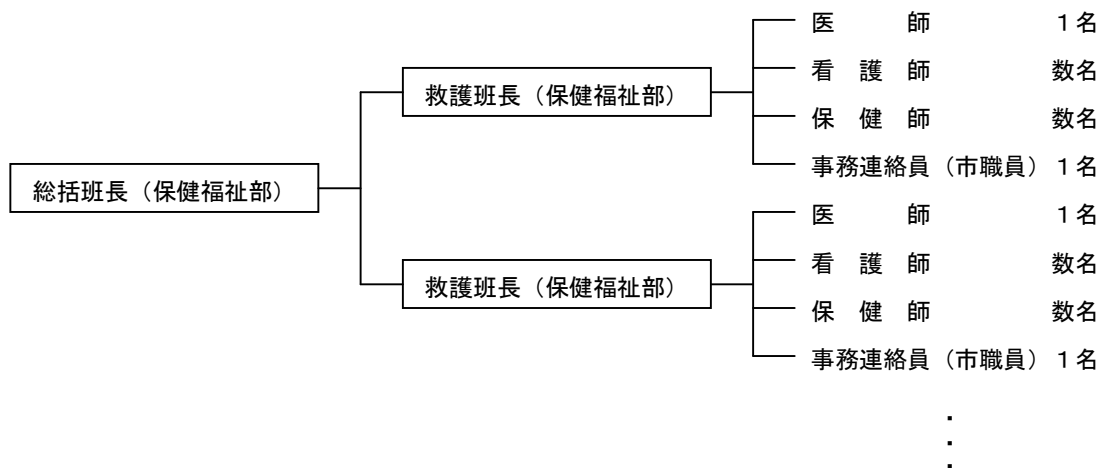 医　師　1名
救護班長（保健福祉部）
看護師　数名
保健師　数名
総括班長（保健福祉部）
事務連絡員（市職員）1名
医　師　1名
救護班長（保健福祉部）
看護師　数名
保健師　数名
事務連絡員（市職員）1名
・
・
・